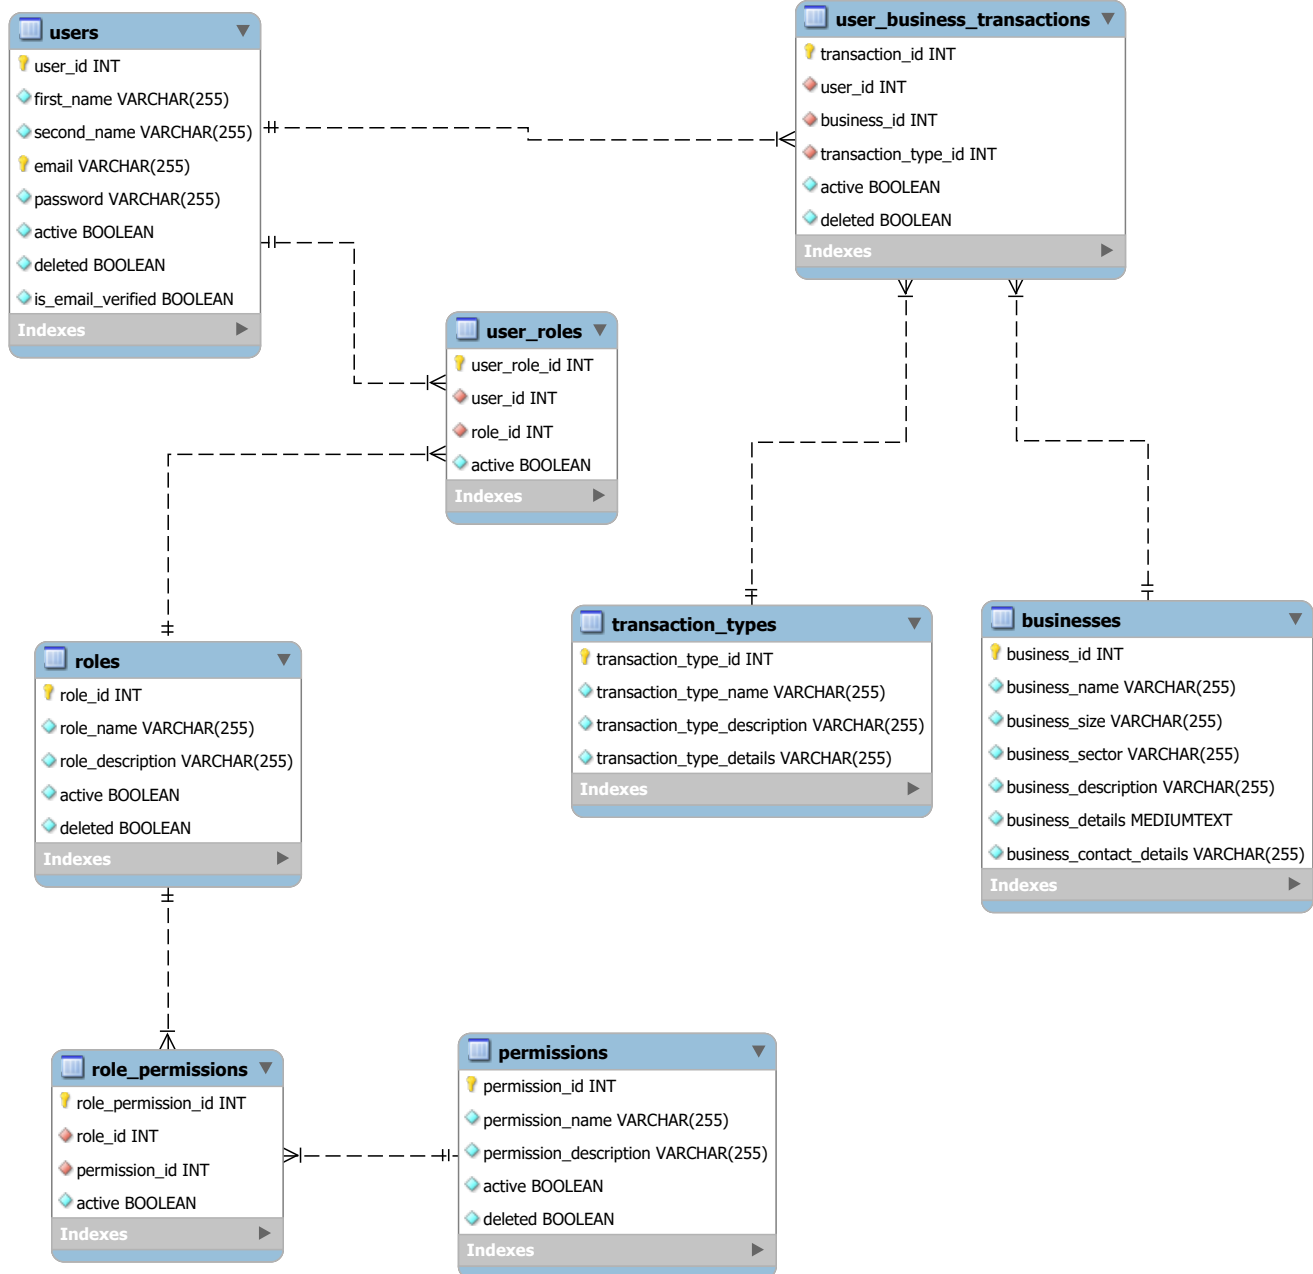 users
user_id INT
first_name VARCHAR(255)
second_name VARCHAR(255)
email VARCHAR(255)
password VARCHAR(255)
active BOOLEAN
deleted BOOLEAN
is_email_verified BOOLEAN
Indexes
user_business_transactions
transaction_id INT
user_id INT
business_id INT
transaction_type_id INT
active BOOLEAN
deleted BOOLEAN
Indexes
user_roles
user_role_id INT
user_id INT
role_id INT
active BOOLEAN
Indexes
transaction_types
transaction_type_id INT
transaction_type_name VARCHAR(255)
transaction_type_description VARCHAR(255)
transaction_type_details VARCHAR(255)
Indexes
businesses
business_id INT
business_name VARCHAR(255)
business_size VARCHAR(255)
business_sector VARCHAR(255)
business_description VARCHAR(255)
business_details MEDIUMTEXT
business_contact_details VARCHAR(255)
Indexes
roles
role_id INT
role_name VARCHAR(255)
role_description VARCHAR(255)
active BOOLEAN
deleted BOOLEAN
Indexes
role_permissions
role_permission_id INT
role_id INT
permission_id INT
active BOOLEAN
Indexes
permissions
permission_id INT
permission_name VARCHAR(255)
permission_description VARCHAR(255)
active BOOLEAN
deleted BOOLEAN
Indexes